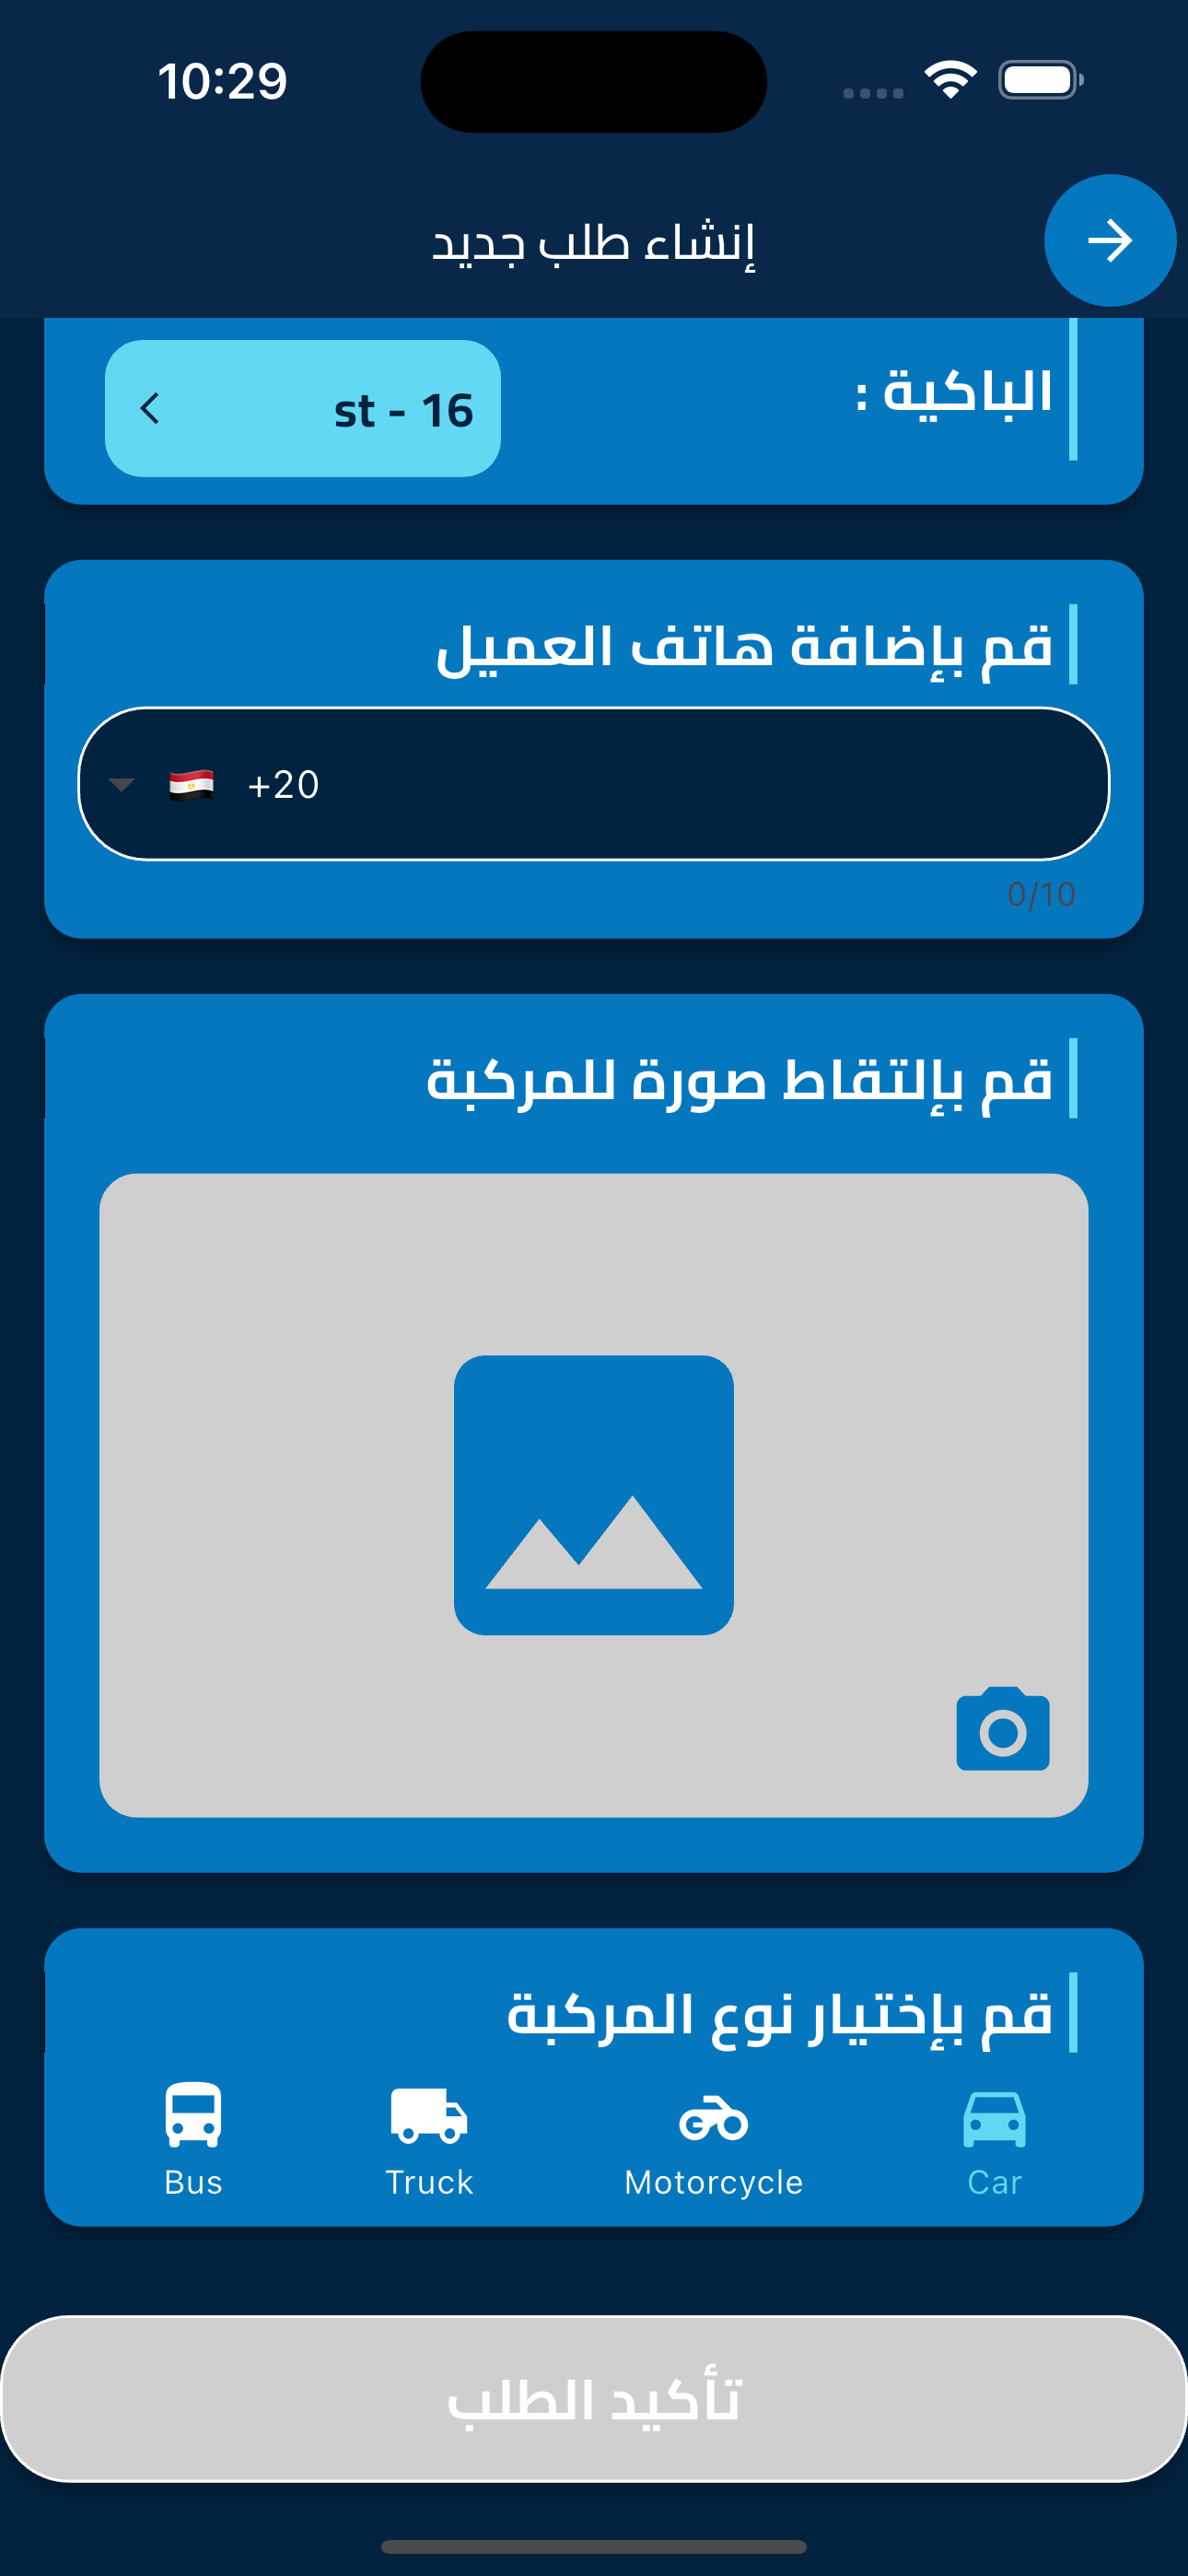 10:29
إنشاء طلب جديد
الباكية :
st - 16
قم بإضافة هاتف العميل
+20
0/10
قم بإلتقاط صورة للمركبة
قم بإختيار نوع المركبة
Car Motorcycle Truck Bus
تأكيد الطلب